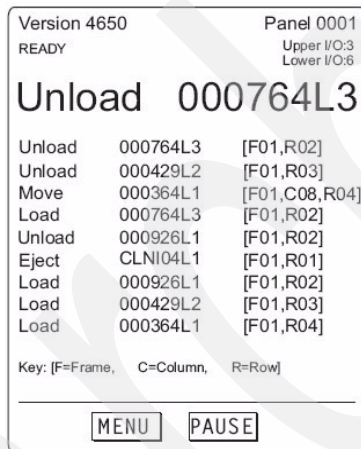 Version 4650 Panel 0001
READY Upper I/O:3
Lower I/O:6
Unload 000764L3
Unload 000764L3 [F01,R02]
Unload 000429L2 [F01,R03]
Move 000364L1 [F01,C08,R04]
Load 000764L3 [F01,R02]
Unload 000926L1 [F01,R02]
Eject CLNI04L1 [F01,R01]
Load 000926L1 [F01,R02]
Load 000429L2 [F01,R03]
Load 000364L1 [F01,R04]
Key: [F=Frame, C=Column, R=Row]
MENU PAUSE